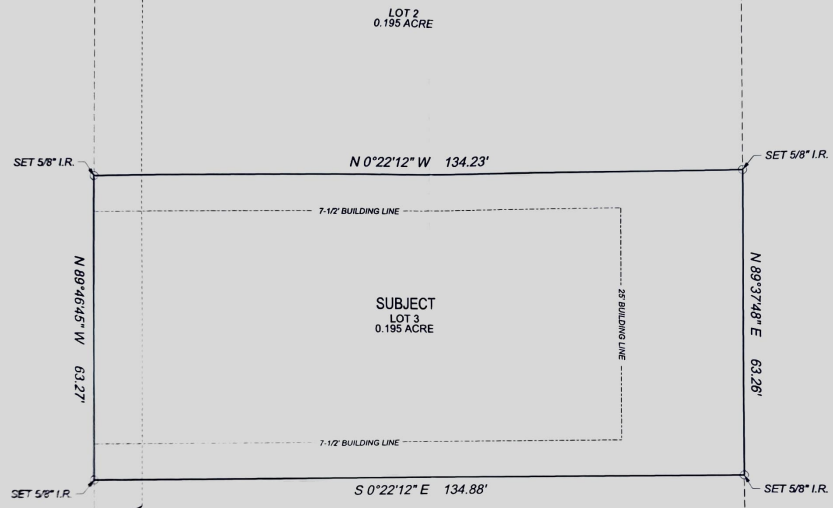 LOT 2
0.195 ACRE
SET 5/8" I.R.
N 0°22'12" W 134.23'
SET 5/8" I.R.
7-1/2' BUILDING LINE
N 89°46'45" W 63.27'
SUBJECT
LOT 3
0.195 ACRE
25' BUILDING LINE
N 89°37'48" E 63.26'
7-1/2' BUILDING LINE
SET 5/8" I.R.
S 0°22'12" E 134.88'
SET 5/8" I.R.